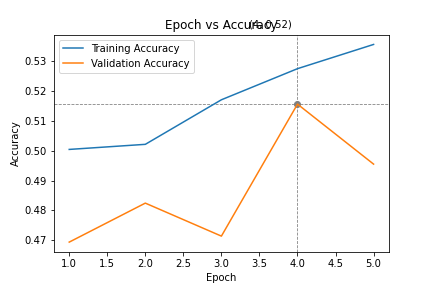 Epoch vs Accuracy
(4, 0.52)
Training Accuracy
Validation Accuracy
0.53
0.52
0.51
0.50
0.49
0.48
0.47
Accuracy
1.0 1.5 2.0 2.5 3.0 3.5 4.0 4.5 5.0
Epoch